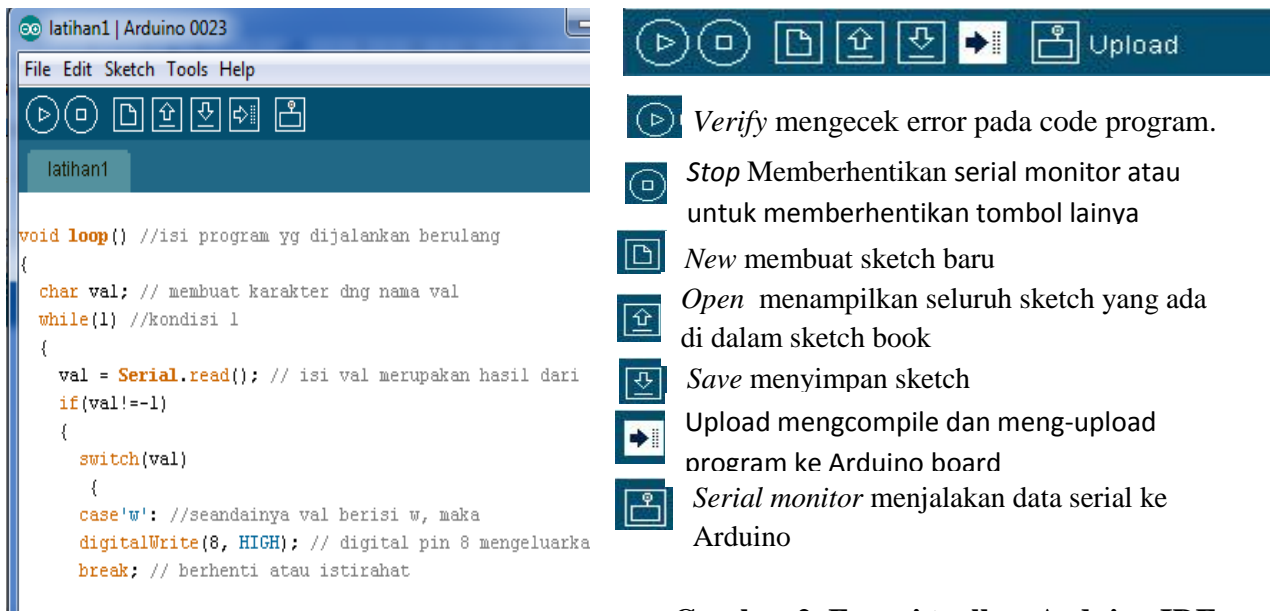 latihan1 | Arduino 0023
File Edit Sketch Tools Help
latihan1
void loop() //isi program yg dijalankan berulang
{
char val; // membuat karakter dng nama val
while(1) //kondisi 1
{
val = Serial.read(); // isi val merupakan hasil dari
if(val!=-1)
{
switch(val)
{
case'w': //seandainya val berisi w, maka
digitalWrite(8, HIGH); // digital pin 8 mengeluarka
break; // berhenti atau istirahat
Upload
Verify mengecek error pada code program.
Stop Memberhentikan serial monitor atau
untuk memberhentikan tombol lainya
New membuat sketch baru
Open menampilkan seluruh sketch yang ada
di dalam sketch book
Save menyimpan sketch
Upload mengcompile dan meng-upload
program ke Arduino board
Serial monitor menjalakan data serial ke
Arduino